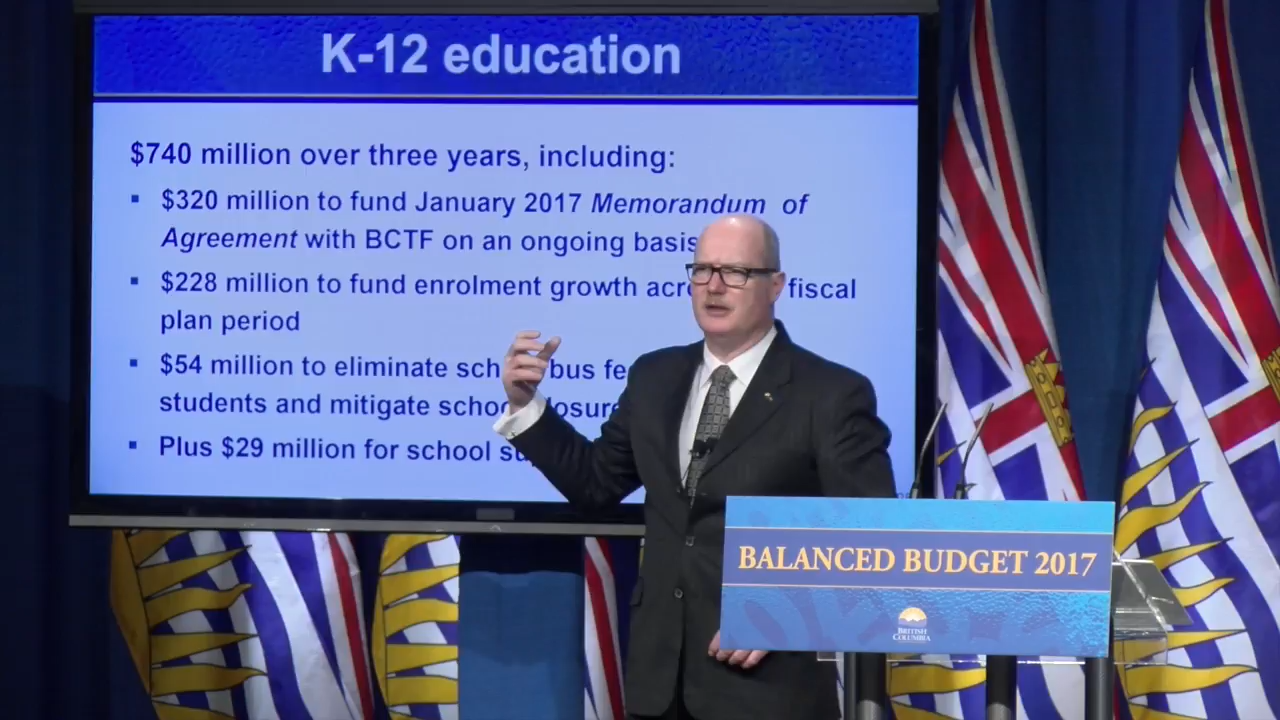 K-12 education
$740 million over three years, including:
$320 million to fund January 2017 Memorandum of
Agreement with BCTF on an ongoing basis
$228 million to fund enrolment growth fiscal
plan period
$54 million to eliminate bus
students and mitigate
Plus $29 million for school
BALANCED BUDGET 2017
BRITISH
COLUMBIA